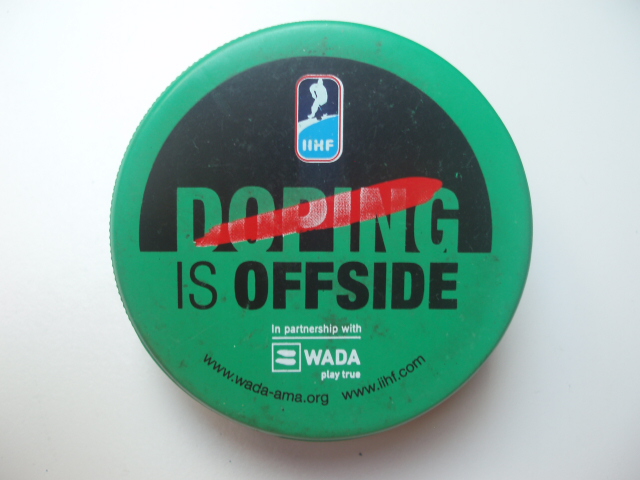 IIHF
DOPING
IS OFFSIDE
In partnership with
WADA
play true
www.wada-ama.org www.iihf.com